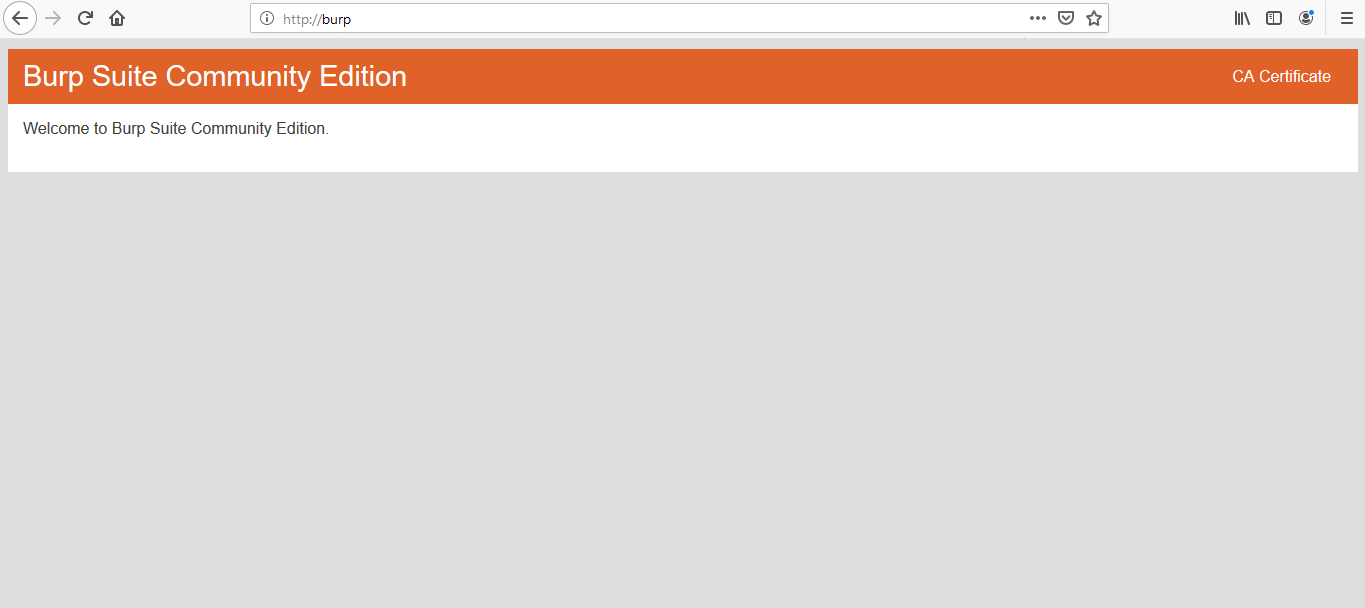 http://burp
Burp Suite Community Edition
CA Certificate
Welcome to Burp Suite Community Edition.